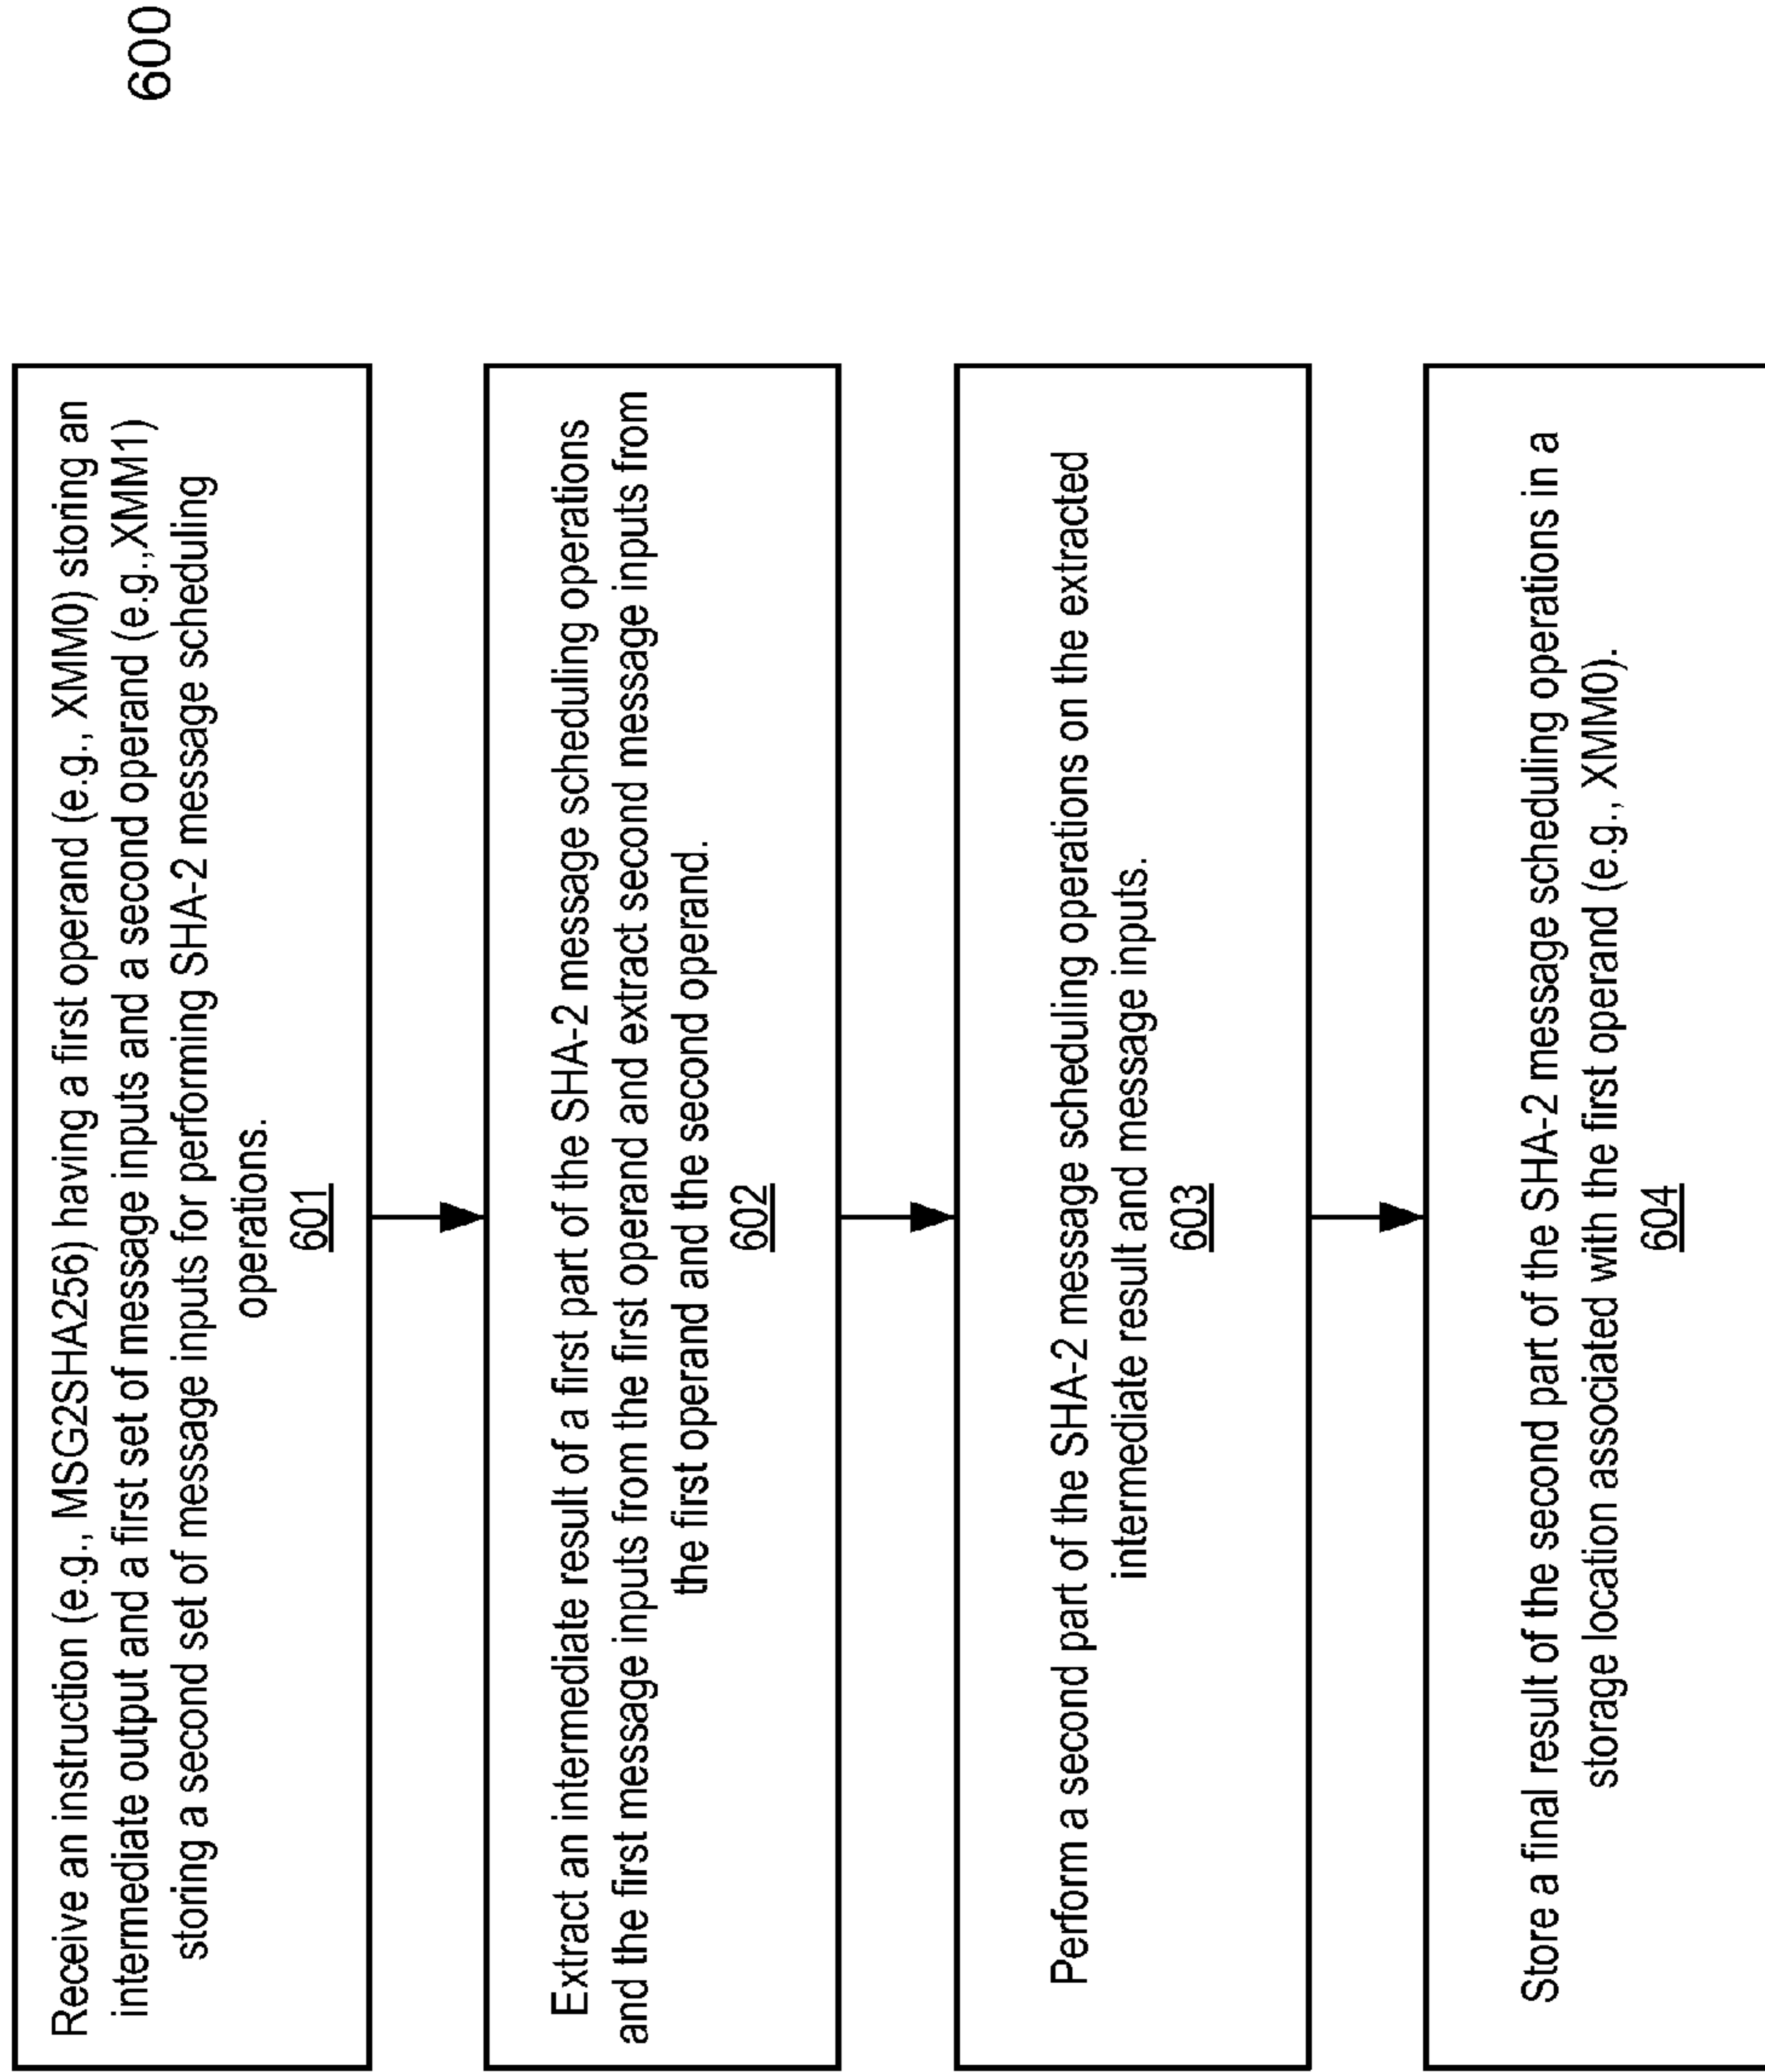 600
Receive an instruction (e.g., MSG2SHA256) having a first operand (e.g., XMM0) storing an
intermediate output and a first set of message inputs and a second operand (e.g.,XMM1)
storing a second set of message inputs for performing SHA-2 message scheduling
operations.
601
Extract an intermediate result of a first part of the SHA-2 message scheduling operations
and the first message inputs from the first operand and extract second message inputs from
the first operand and the second operand.
602
Perform a second part of the SHA-2 message scheduling operations on the extracted
intermediate result and message inputs.
603
Store a final result of the second part of the SHA-2 message scheduling operations in a
storage location associated with the first operand (e.g., XMM0).
604